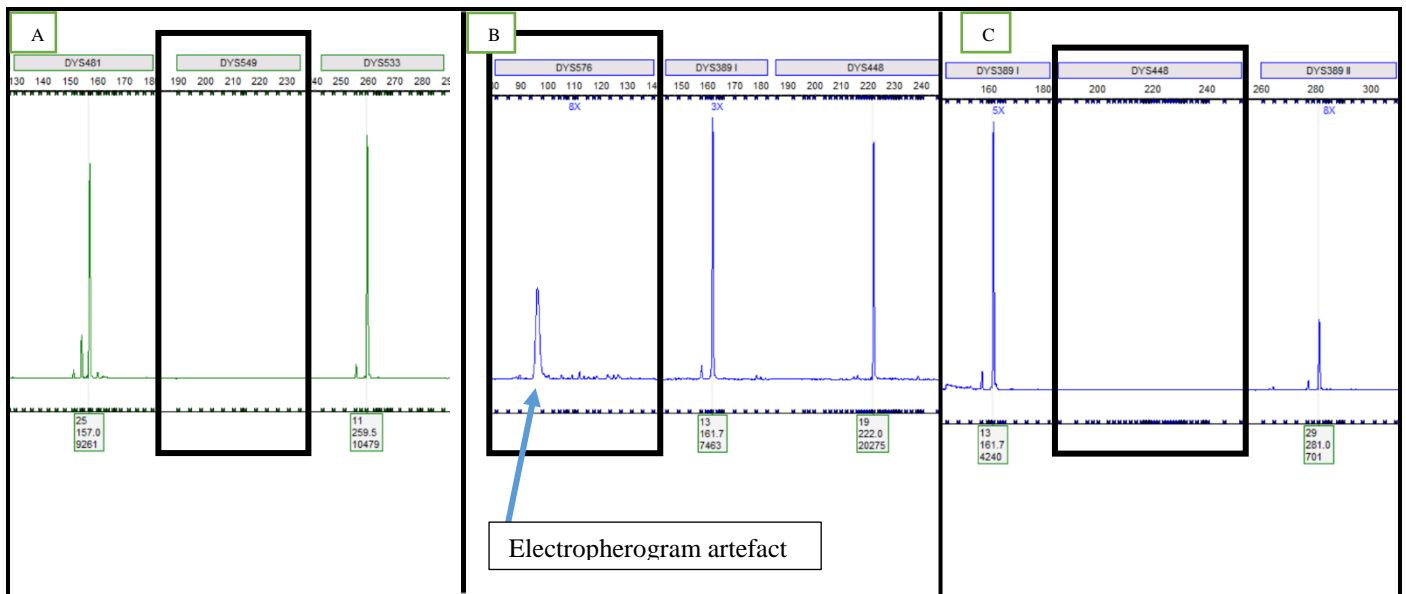 A
DYS481
DYS549
DYS533
130 140 150 160 170 18
190 200 210 220 230
40 250 260 270 280 29
25
157.0
9261
11
259.5
10479
B
DYS576
DYS389 I
DYS448
80 90 100 110 120 130 14
150 160 170 180
190 200 210 220 230 240
8X
3X
13
161.7
7463
19
222.0
20275
Electropherogram artefact
C
DYS389 I
DYS448
DYS389 II
160 180
200 220 240
260 280 300
5X
8X
13
161.7
4240
29
281.0
701